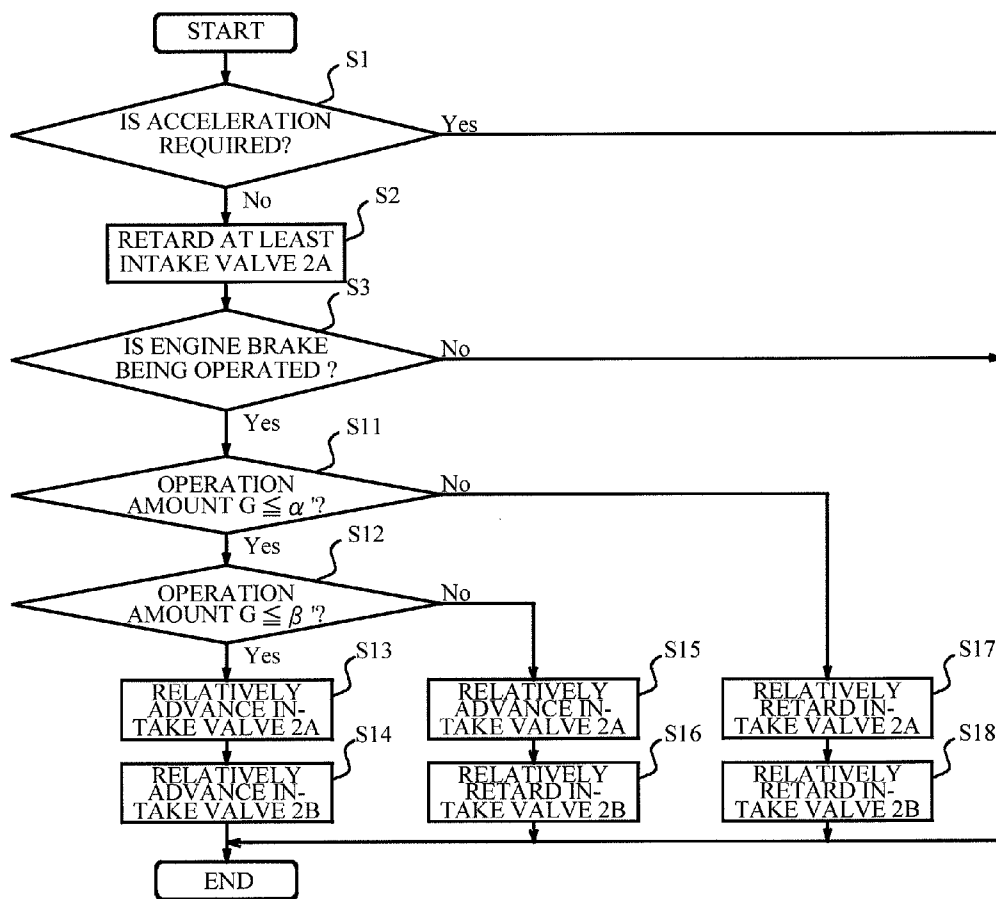 START
S1
IS ACCELERATION
REQUIRED?
Yes
No
S2
RETARD AT LEAST
INTAKE VALVE 2A
S3
IS ENGINE BRAKE
BEING OPERATED ?
No
Yes
S11
OPERATION
AMOUNT G ≦ α '?
No
Yes
S12
OPERATION
AMOUNT G ≦ β '?
No
Yes
S13
RELATIVELY
ADVANCE IN-
TAKE VALVE 2A
S14
RELATIVELY
ADVANCE IN-
TAKE VALVE 2B
S15
RELATIVELY
ADVANCE IN-
TAKE VALVE 2A
S16
RELATIVELY
RETARD IN-
TAKE VALVE 2B
S17
RELATIVELY
RETARD IN-
TAKE VALVE 2A
S18
RELATIVELY
RETARD IN-
TAKE VALVE 2B
END